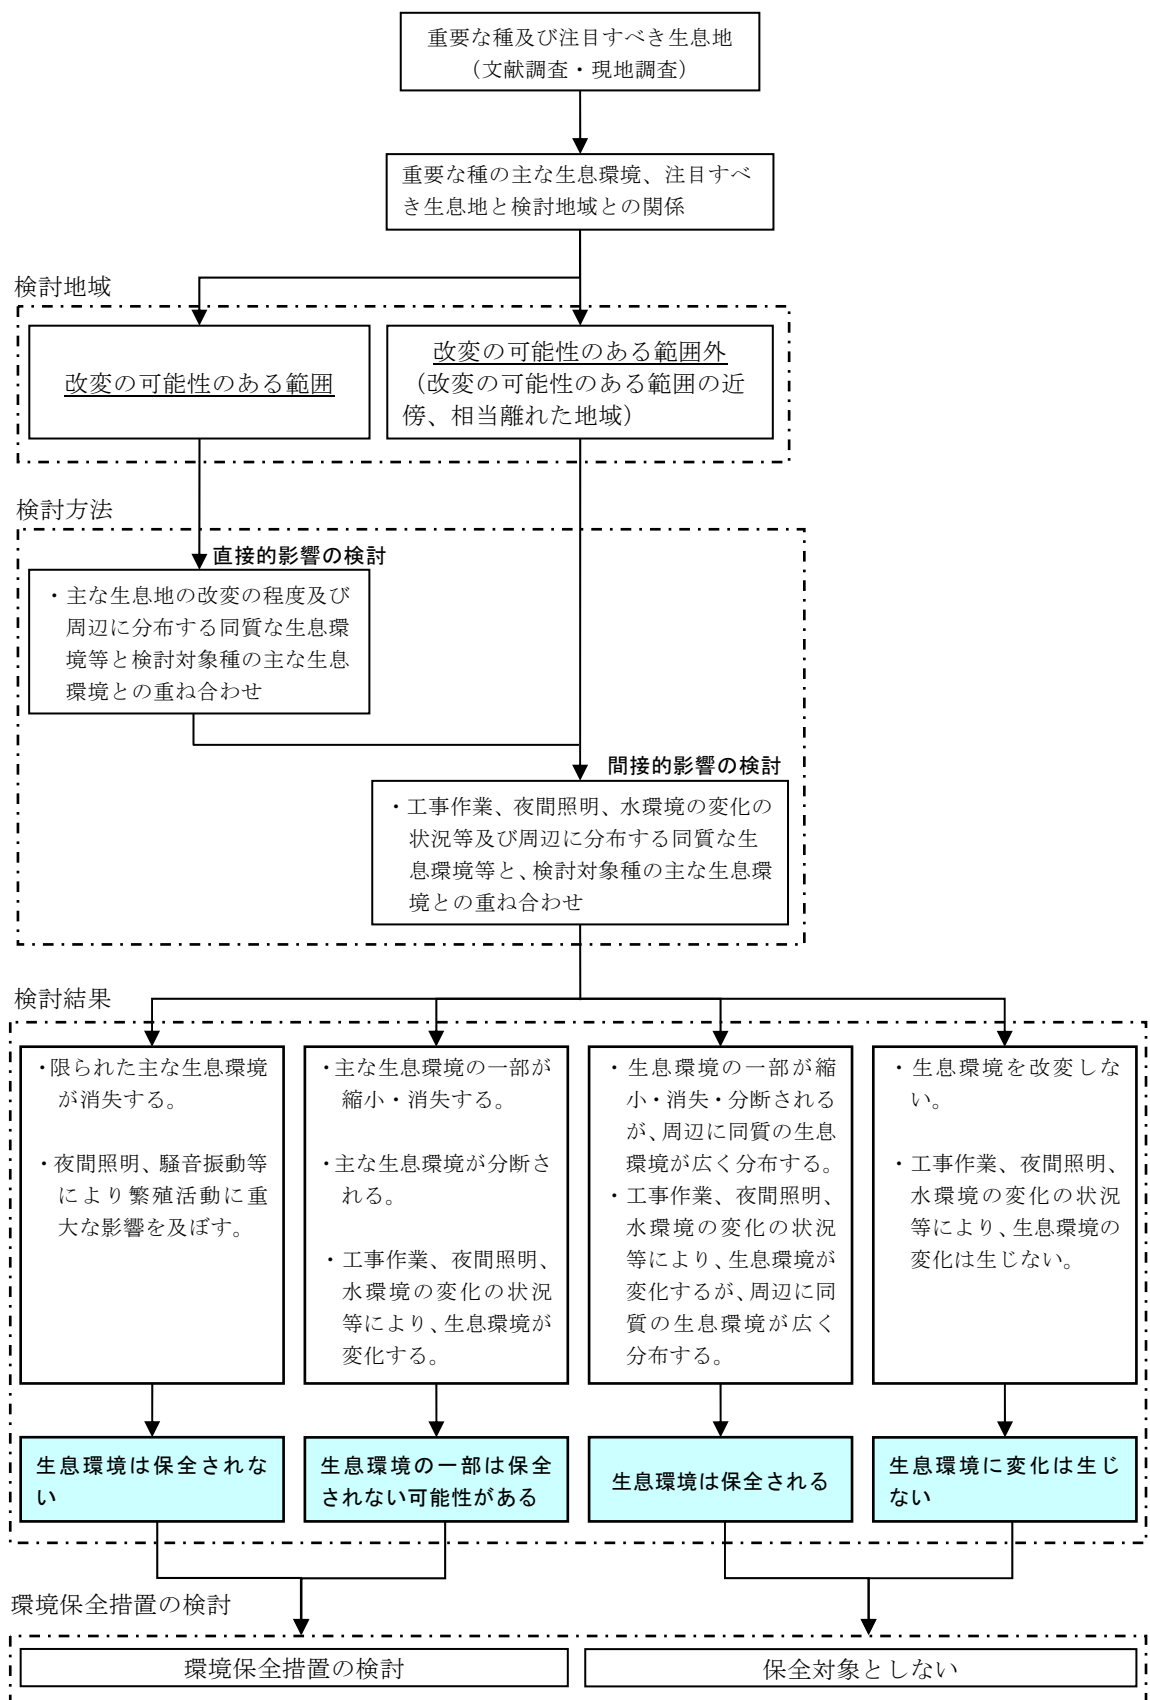 重要な種及び注目すべき生息地
（文献調査・現地調査）
重要な種の主な生息環境、注目すべ
き生息地と検討地域との関係
検討地域
改変の可能性のある範囲
改変の可能性のある範囲外
（改変の可能性のある範囲の近
傍、相当離れた地域）
検討方法
直接的影響の検討
・主な生息地の改変の程度及び
周辺に分布する同質な生息環
境等と検討対象種の主な生息
環境との重ね合わせ
間接的影響の検討
・工事作業、夜間照明、水環境の変化の
状況等及び周辺に分布する同質な生
息環境等と、検討対象種の主な生息環
境との重ね合わせ
検討結果
・限られた主な生息環境
が消失する。
・夜間照明、騒音振動等
により繁殖活動に重
大な影響を及ぼす。
・主な生息環境の一部が
縮小・消失する。
・主な生息環境が分断さ
れる。
・工事作業、夜間照明、
水環境の変化の状況
等により、生息環境が
変化する。
・生息環境の一部が縮
小・消失・分断される
が、周辺に同質の生息
環境が広く分布する。
・工事作業、夜間照明、
水環境の変化の状況
等により、生息環境が
変化するが、周辺に同
質の生息環境が広く
分布する。
・生息環境を改変しな
い。
・工事作業、夜間照明、
水環境の変化の状況
等により、生息環境の
変化は生じない。
生息環境は保全されな
い
生息環境の一部は保全
されない可能性がある
生息環境は保全される
生息環境に変化は生じ
ない
環境保全措置の検討
環境保全措置の検討
保全対象としない